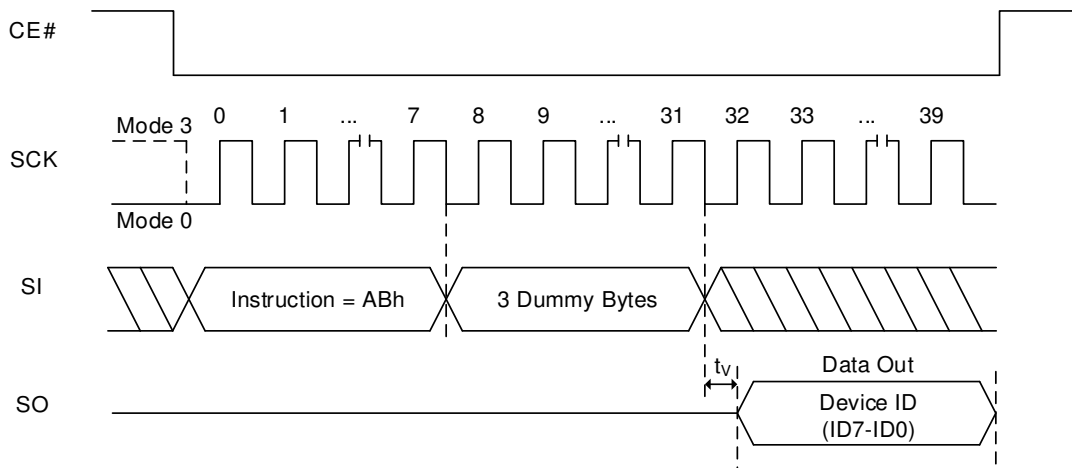 CE#
0 1 ... 7 8 9 ... 31 32 33 ... 39
Mode 3
SCK
Mode 0
SI
Instruction = ABh
3 Dummy Bytes
tV
Data Out
SO
Device ID
(ID7-ID0)